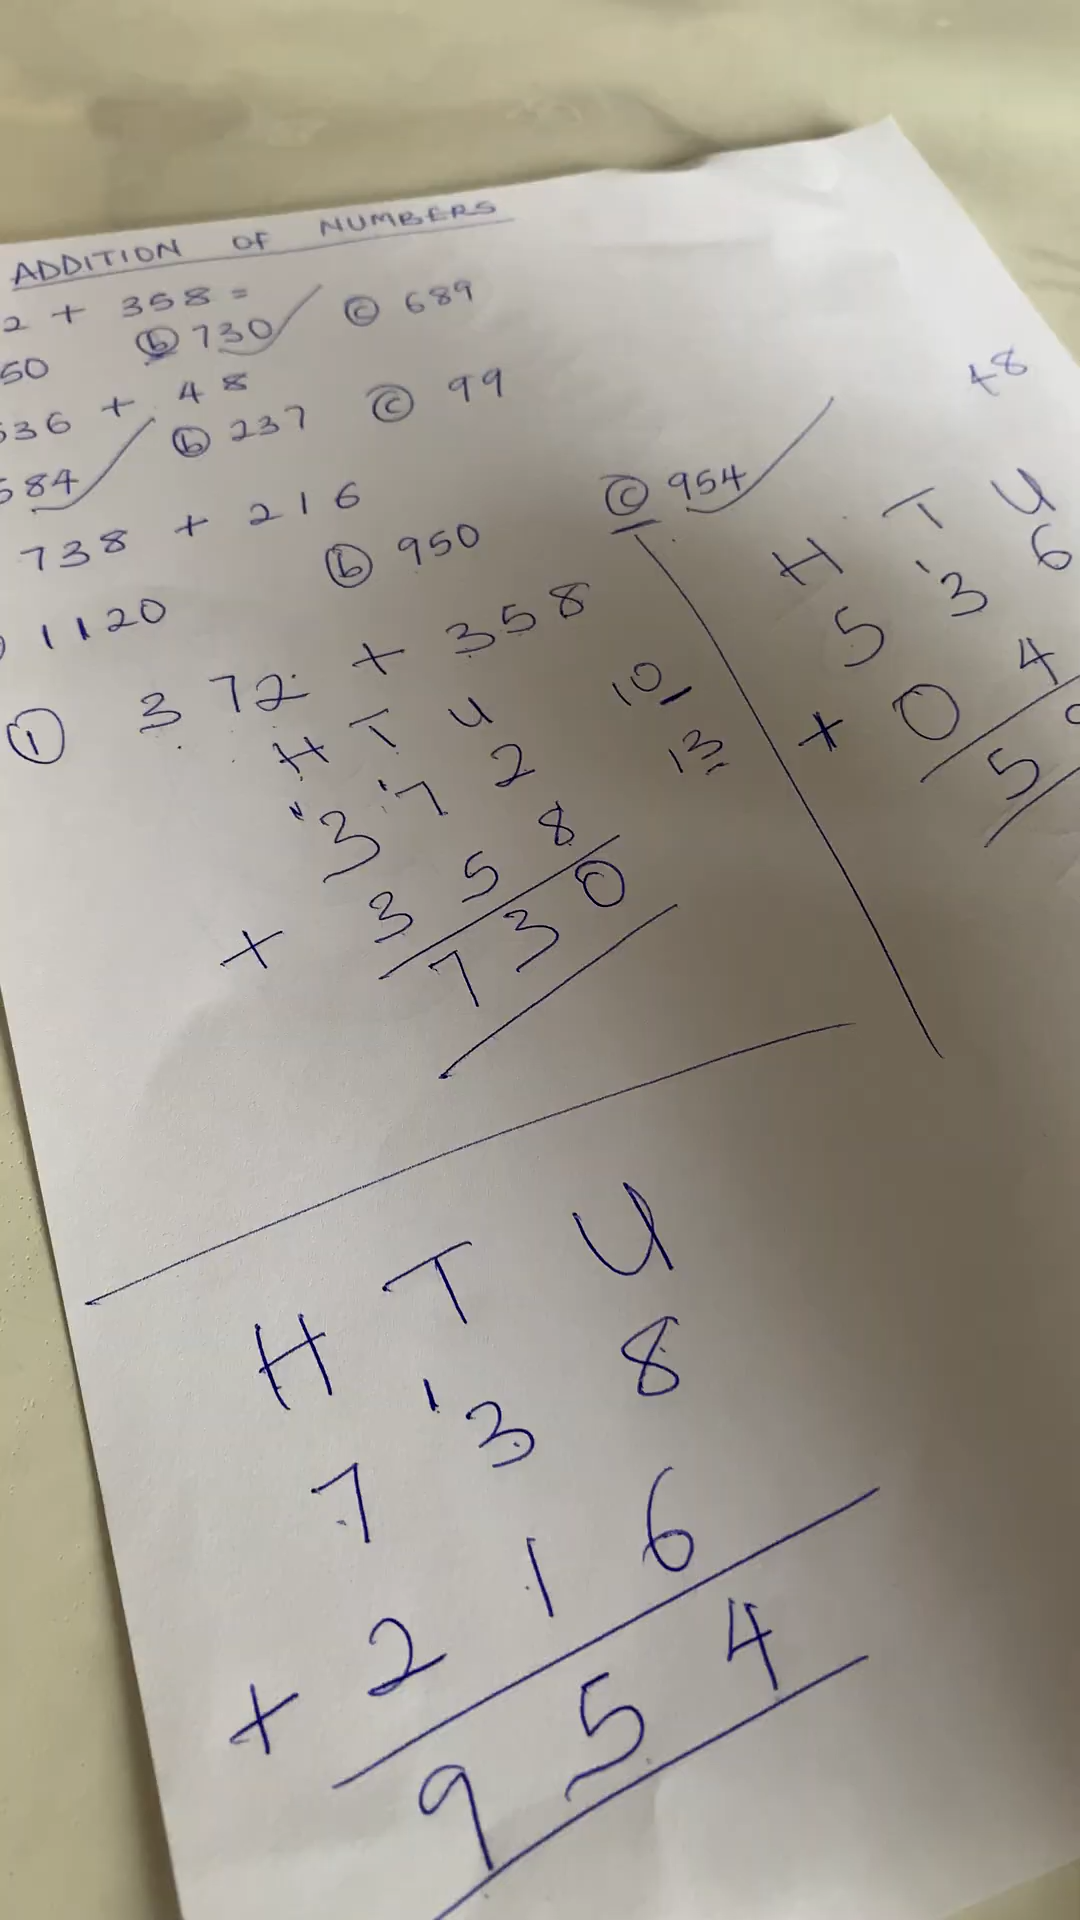 ADDITION OF NUMBERS
2 + 358 =
50 ⓑ 730 ✓ ⓒ 689
536 + 48
584 ✓ ⓑ 237 ⓒ 99
738 + 216
1120 ⓑ 950 ⓒ 954 ✓
① 372 + 358
H T U
'3 '7 2
+ 3 5 8
7 3 0
101
13
48
H T U
5 '3 6
+ 0 4
5
H T U
7 '3 8
+ 2 1 6
9 5 4